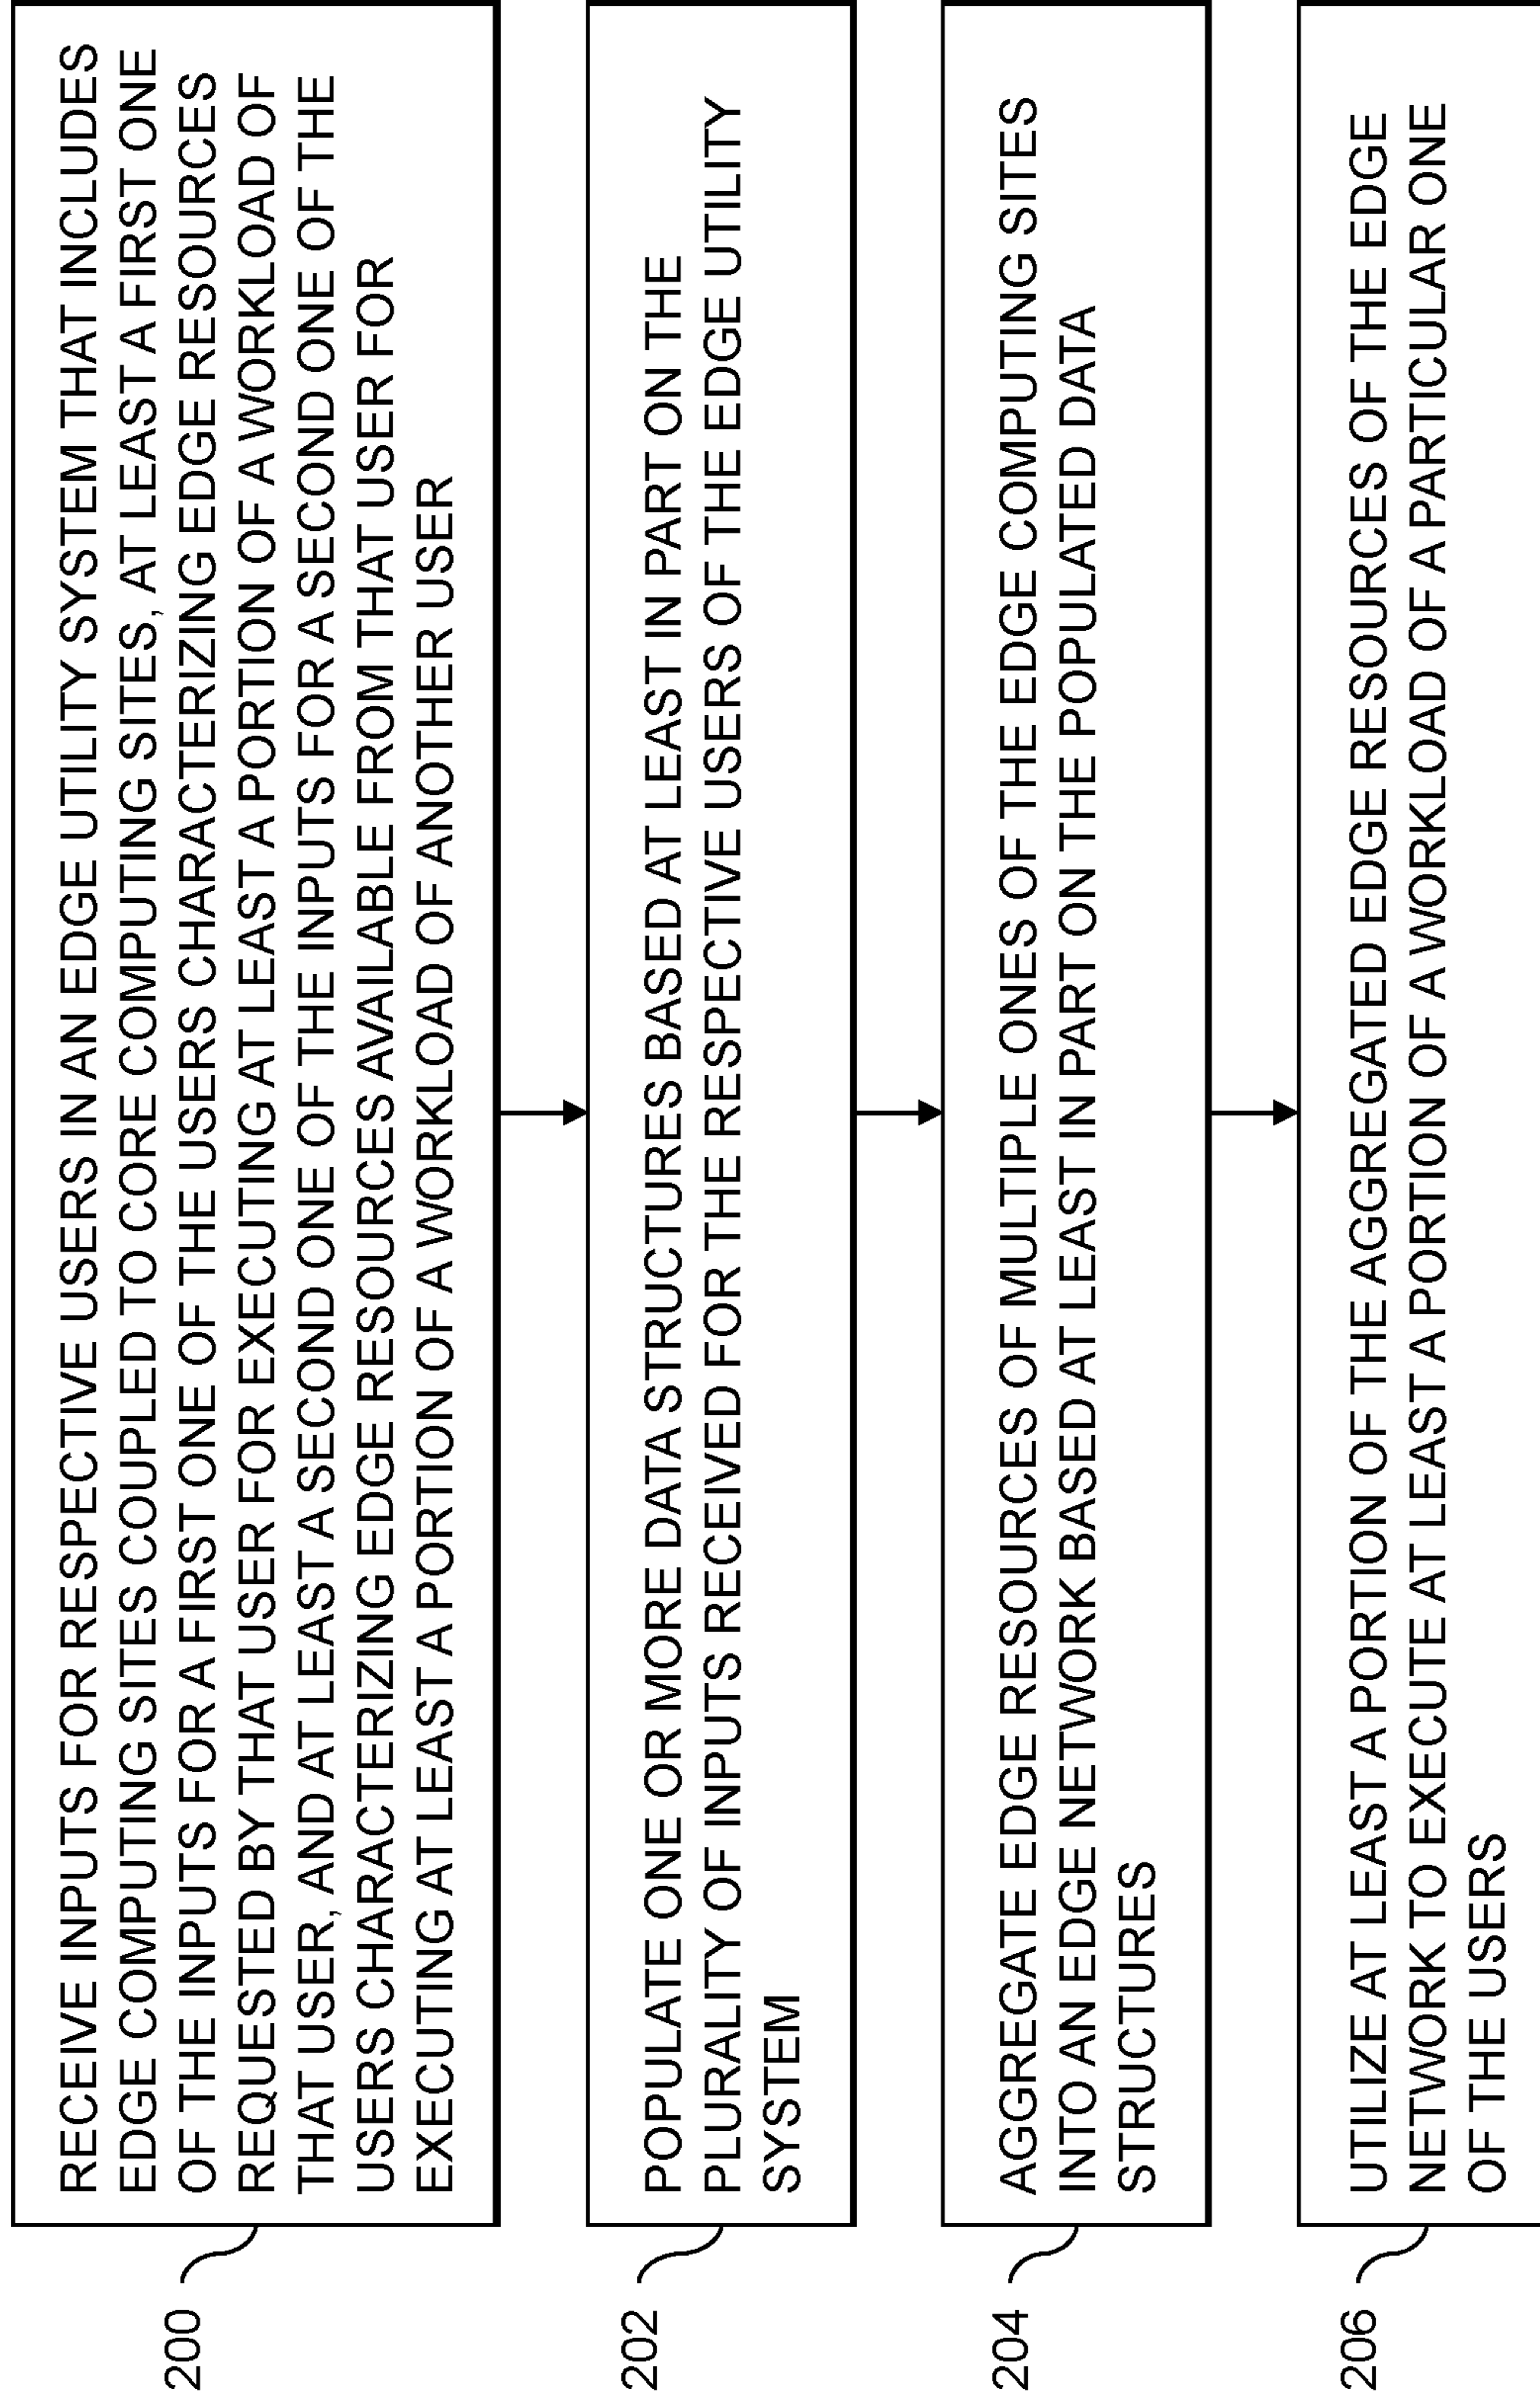 200
RECEIVE INPUTS FOR RESPECTIVE USERS IN AN EDGE UTILITY SYSTEM THAT INCLUDES
EDGE COMPUTING SITES COUPLED TO CORE COMPUTING SITES, AT LEAST A FIRST ONE
OF THE INPUTS FOR A FIRST ONE OF THE USERS CHARACTERIZING EDGE RESOURCES
REQUESTED BY THAT USER FOR EXECUTING AT LEAST A PORTION OF A WORKLOAD OF
THAT USER, AND AT LEAST A SECOND ONE OF THE INPUTS FOR A SECOND ONE OF THE
USERS CHARACTERIZING EDGE RESOURCES AVAILABLE FROM THAT USER FOR
EXECUTING AT LEAST A PORTION OF A WORKLOAD OF ANOTHER USER
202
POPULATE ONE OR MORE DATA STRUCTURES BASED AT LEAST IN PART ON THE
PLURALITY OF INPUTS RECEIVED FOR THE RESPECTIVE USERS OF THE EDGE UTILITY
SYSTEM
204
AGGREGATE EDGE RESOURCES OF MULTIPLE ONES OF THE EDGE COMPUTING SITES
INTO AN EDGE NETWORK BASED AT LEAST IN PART ON THE POPULATED DATA
STRUCTURES
206
UTILIZE AT LEAST A PORTION OF THE AGGREGATED EDGE RESOURCES OF THE EDGE
NETWORK TO EXECUTE AT LEAST A PORTION OF A WORKLOAD OF A PARTICULAR ONE
OF THE USERS